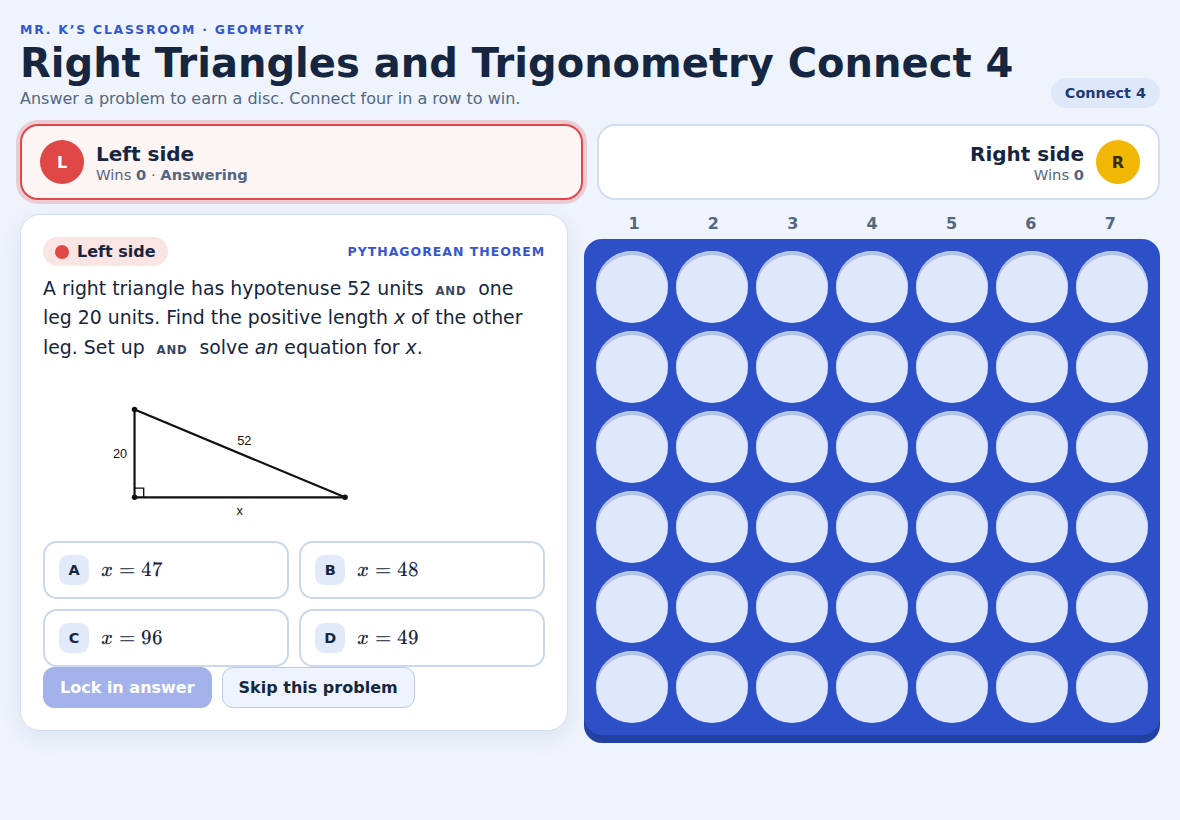 MR. K’S CLASSROOM · GEOMETRY
Right Triangles and Trigonometry Connect 4
Answer a problem to earn a disc. Connect four in a row to win.
Connect 4
L
Left side
Wins 0 · Answering
Right side
Wins 0
R
Left side
PYTHAGOREAN THEOREM
A right triangle has hypotenuse 52 units AND one
leg 20 units. Find the positive length x of the other
leg. Set up AND solve an equation for x.
20
52
x
A x = 47
B x = 48
C x = 96
D x = 49
Lock in answer
Skip this problem
1 2 3 4 5 6 7